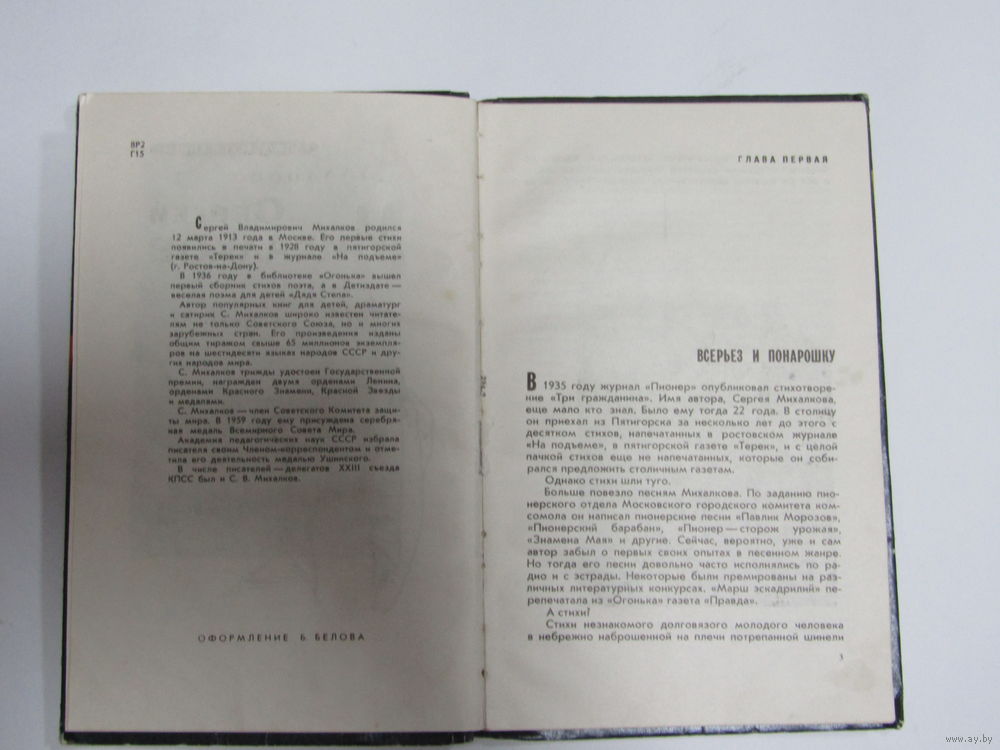 ВР2
Г15
Сергей Владимирович Михалков родился
12 марта 1913 года в Москве. Его первые стихи
появились в печати в 1928 году в пятигорской
газете «Терек» и в журнале «На подъеме»
(г. Ростов-на-Дону).
В 1936 году в библиотеке «Огонька» вышел
первый сборник стихов поэта, а в Детиздате —
веселая поэма для детей «Дядя Степа».
Автор популярных книг для детей, драматург
и сатирик С. Михалков широко известен читате-
лям не только Советского Союза, но и многих
зарубежных стран. Его произведения изданы
общим тиражом свыше 65 миллионов экземпля-
ров на шестидесяти языках народов СССР и дру-
гих народов мира.
С. Михалков трижды удостоен Государственной
премии, награжден двумя орденами Ленина,
орденами Красного Знамени, Красной Звезды
и медалями.
С. Михалков — член Советского Комитета защи-
ты мира. В 1959 году ему присуждена серебря-
ная медаль Всемирного Совета Мира.
Академия педагогических наук СССР избрала
писателя своим Членом-корреспондентом и отме-
тила его деятельность медалью Ушинского.
В числе писателей — делегатов XXIII съезда
КПСС был и С. В. Михалков.
ОФОРМЛЕНИЕ Б. БЕЛОВА
ГЛАВА ПЕРВАЯ
ВСЕРЬЕЗ И ПОНАРОШКУ
В 1935 году журнал «Пионер» опубликовал стихотворе-
ние «Три гражданина». Имя автора, Сергея Михалкова,
еще мало кто знал. Было ему тогда 22 года. В столицу
он приехал из Пятигорска за несколько лет до этого с
десятком стихов, напечатанных в ростовском журнале
«На подъеме», в пятигорской газете «Терек», и с целой
пачкой стихов еще не напечатанных, которые он соби-
рался предложить столичным газетам.
Однако стихи шли туго.
Больше повезло песням Михалкова. По заданию пио-
нерского отдела Московского городского комитета ком-
сомола он написал пионерские песни «Павлик Морозов»,
«Пионерский барабан», «Пионер — сторож урожая»,
«Знамена Мая» и другие. Сейчас, вероятно, уже и сам
автор забыл о первых своих опытах в песенном жанре.
Но тогда его песни довольно часто исполнялись по ра-
дио и с эстрады. Некоторые были премированы на раз-
личных литературных конкурсах. «Марш эскадрилий» пе-
репечатала из «Огонька» газета «Правда».
А стихи?
Стихи незнакомого долговязого молодого человека
в небрежно наброшенной на плечи потрепанной шинели
3
www.ay.by